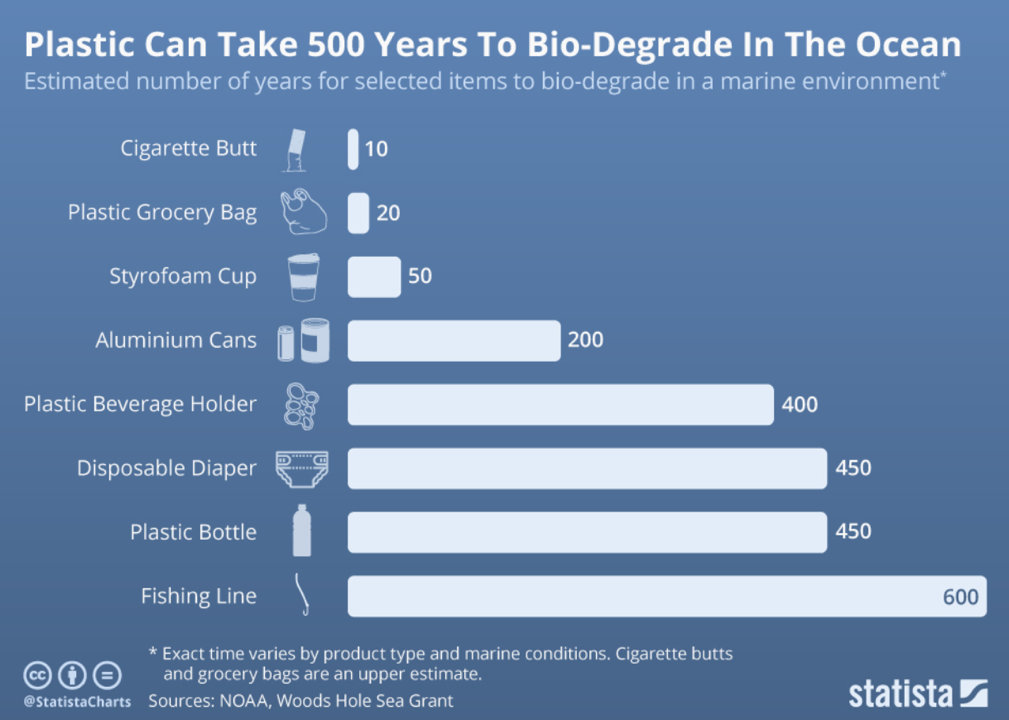 Plastic Can Take 500 Years To Bio-Degrade In The Ocean
Estimated number of years for selected items to bio-degrade in a marine environment*
Cigarette Butt 10
Plastic Grocery Bag 20
Styrofoam Cup 50
Aluminium Cans 200
Plastic Beverage Holder 400
Disposable Diaper 450
Plastic Bottle 450
Fishing Line 600
* Exact time varies by product type and marine conditions. Cigarette butts
and grocery bags are an upper estimate.
cc
@StatistaCharts Sources: NOAA, Woods Hole Sea Grant
statista